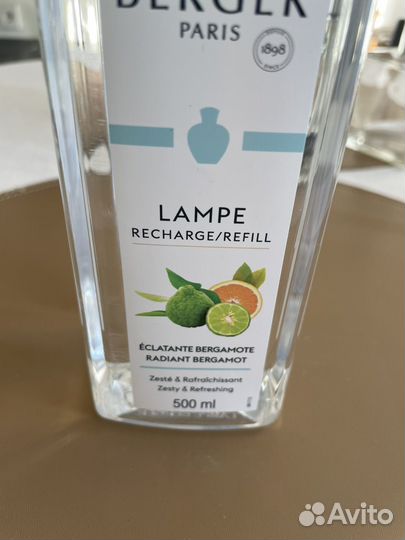 BERGER
PARIS
1898
LAMPE
RECHARGE/REFILL
ÉCLATANTE BERGAMOTE
RADIANT BERGAMOT
Zesté & Rafraîchissant
Zesty & Refreshing
500 ml
Avito